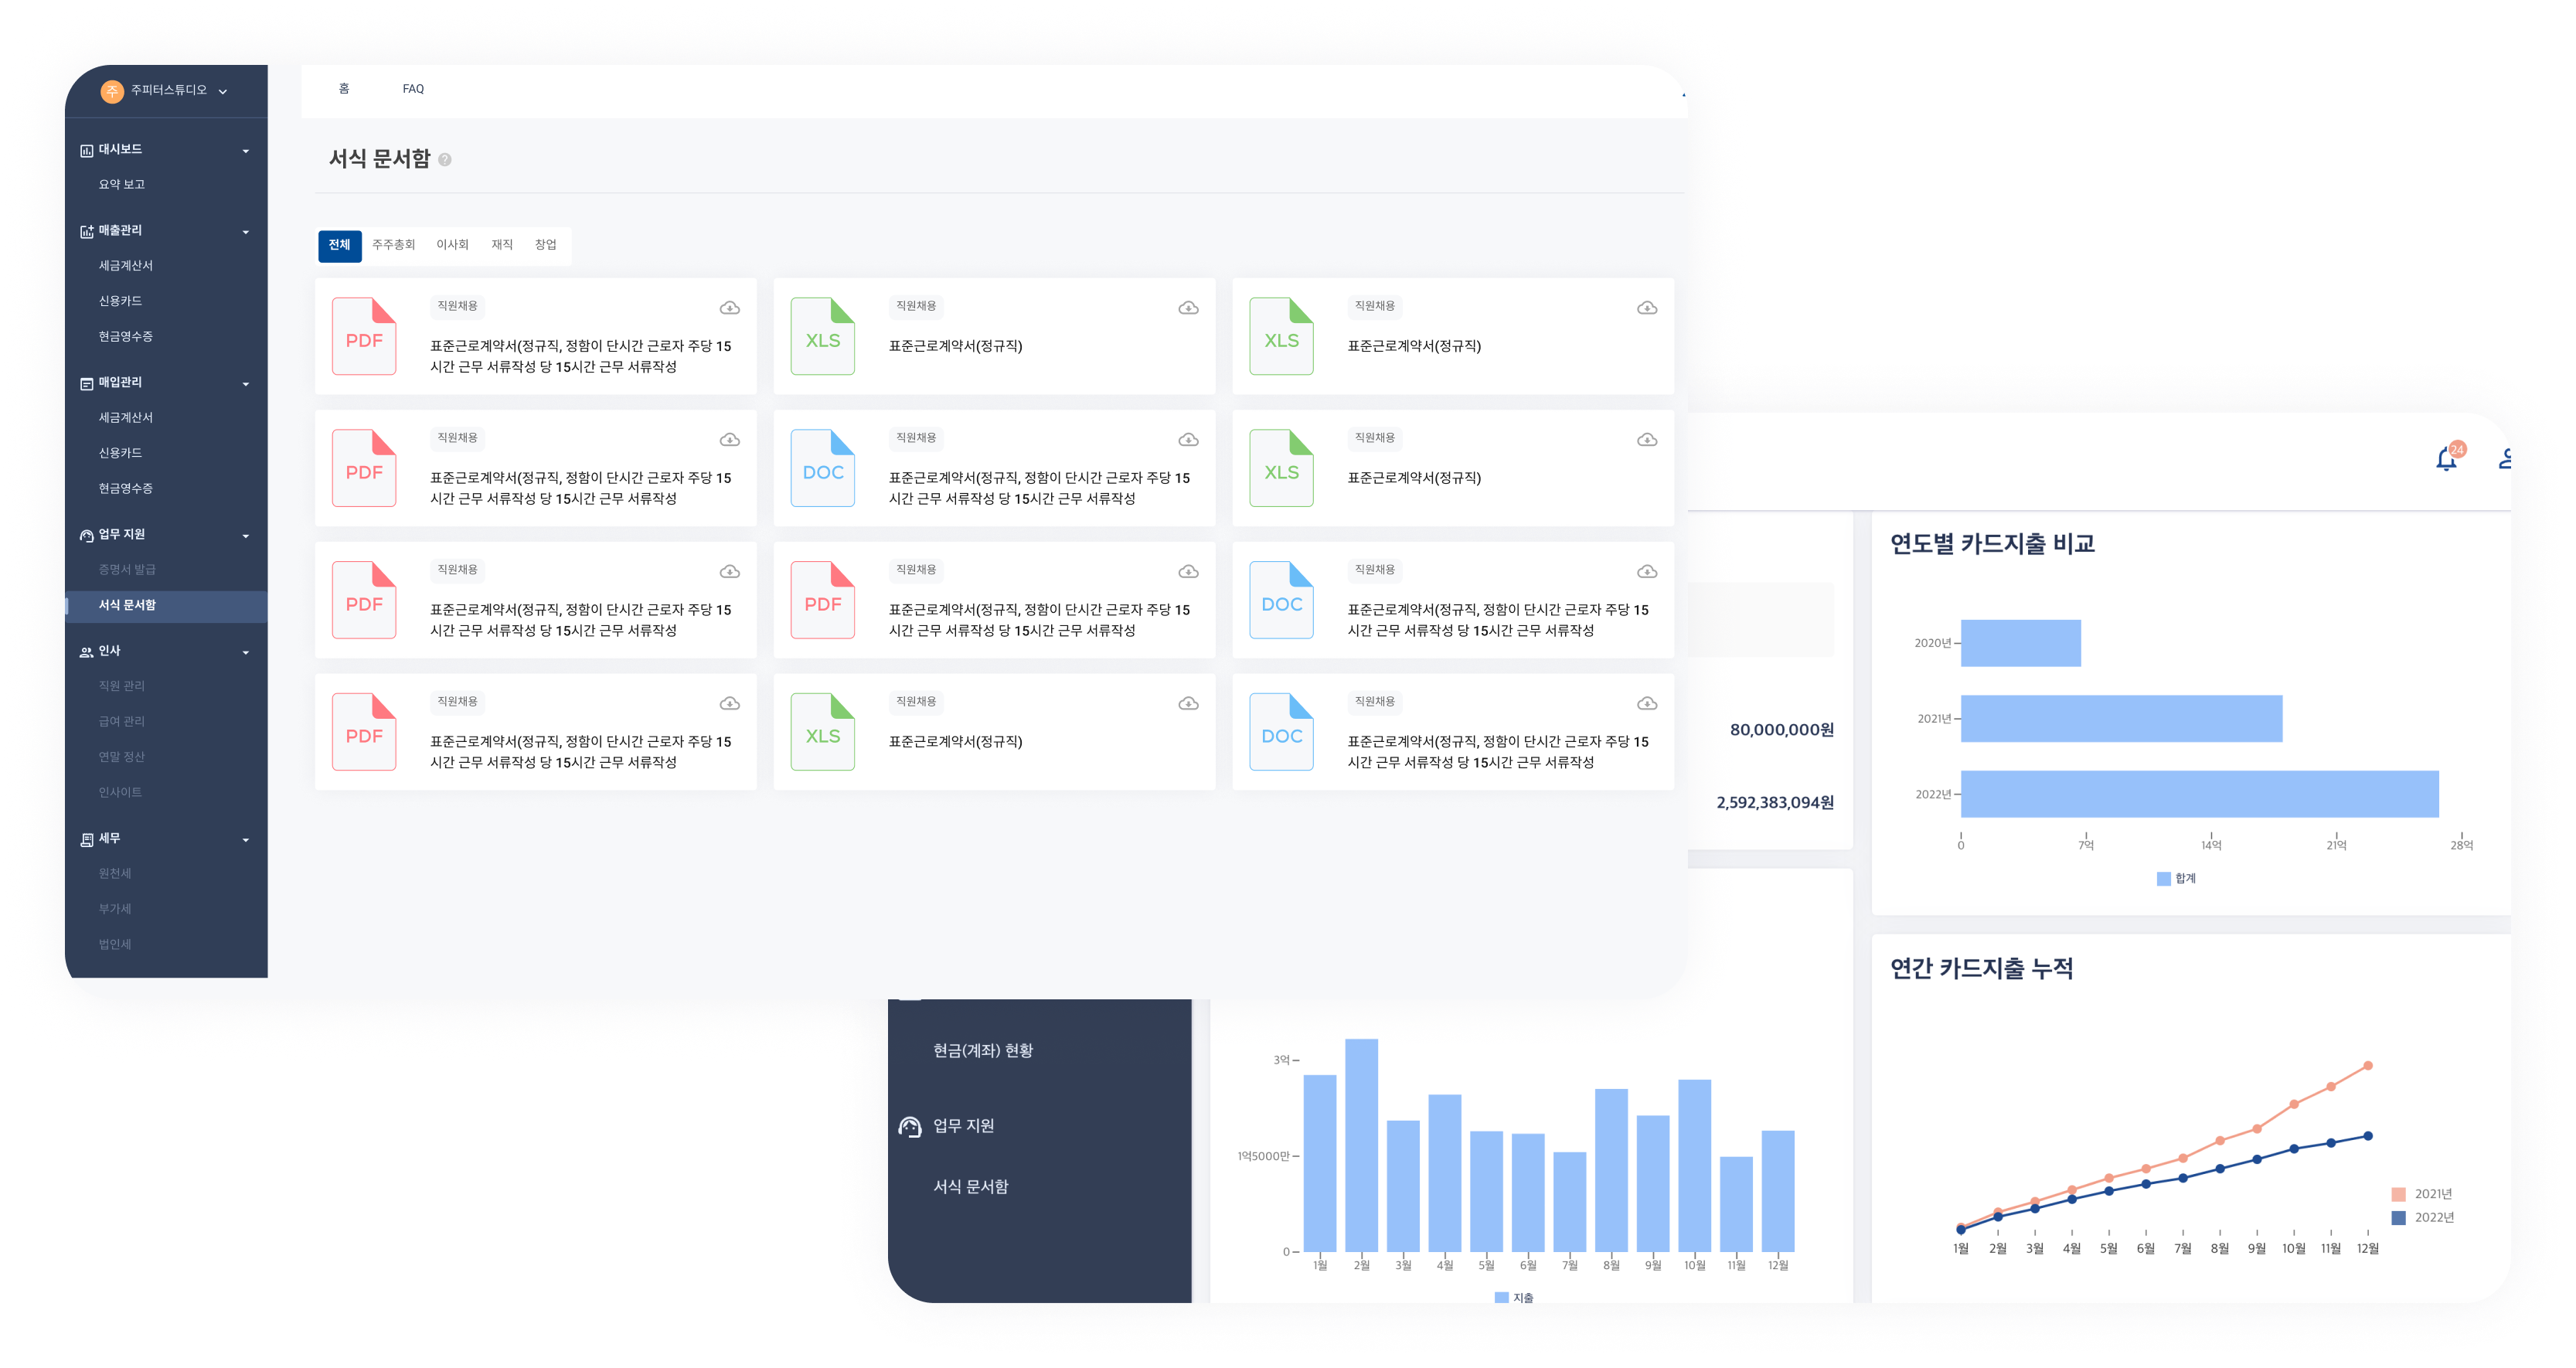 주 주피터스튜디오
대시보드
요약 보고
매출관리
세금계산서
신용카드
현금영수증
매입관리
세금계산서
신용카드
현금영수증
업무 지원
증명서 발급
서식 문서함
인사
직원 관리
급여 관리
연말 정산
인사이트
세무
원천세
부가세
법인세
홈 FAQ
서식 문서함 ?
전체 주주총회 이사회 재직 창업
PDF
직원채용
표준근로계약서(정규직, 정함이 단시간 근로자 주당 15
시간 근무 서류작성 당 15시간 근무 서류작성
XLS
직원채용
표준근로계약서(정규직)
XLS
직원채용
표준근로계약서(정규직)
PDF
직원채용
표준근로계약서(정규직, 정함이 단시간 근로자 주당 15
시간 근무 서류작성 당 15시간 근무 서류작성
DOC
직원채용
표준근로계약서(정규직, 정함이 단시간 근로자 주당 15
시간 근무 서류작성 당 15시간 근무 서류작성
XLS
직원채용
표준근로계약서(정규직)
PDF
직원채용
표준근로계약서(정규직, 정함이 단시간 근로자 주당 15
시간 근무 서류작성 당 15시간 근무 서류작성
PDF
직원채용
표준근로계약서(정규직, 정함이 단시간 근로자 주당 15
시간 근무 서류작성 당 15시간 근무 서류작성
DOC
직원채용
표준근로계약서(정규직, 정함이 단시간 근로자 주당 15
시간 근무 서류작성 당 15시간 근무 서류작성
PDF
직원채용
표준근로계약서(정규직, 정함이 단시간 근로자 주당 15
시간 근무 서류작성 당 15시간 근무 서류작성
XLS
직원채용
표준근로계약서(정규직)
DOC
직원채용
표준근로계약서(정규직, 정함이 단시간 근로자 주당 15
시간 근무 서류작성 당 15시간 근무 서류작성
24
80,000,000원
2,592,383,094원
연도별 카드지출 비교
2020년
2021년
2022년
0 7억 14억 21억 28억
합계
현금(계좌) 현황
업무 지원
서식 문서함
3억
1억5000만
0
1월 2월 3월 4월 5월 6월 7월 8월 9월 10월 11월 12월
지출
연간 카드지출 누적
2021년
2022년
1월 2월 3월 4월 5월 6월 7월 8월 9월 10월 11월 12월